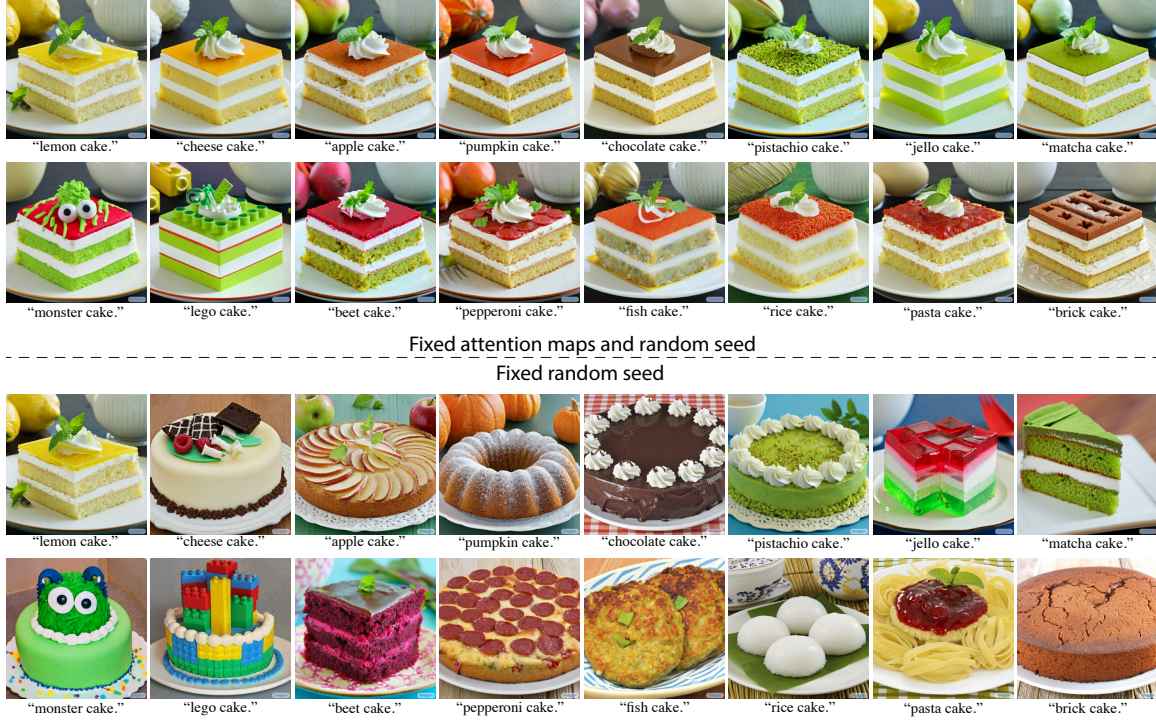 “lemon cake.” “cheese cake.” “apple cake.” “pumpkin cake.” “chocolate cake.” “pistachio cake.” “jello cake.” “matcha cake.”
“monster cake.” “lego cake.” “beet cake.” “pepperoni cake.” “fish cake.” “rice cake.” “pasta cake.” “brick cake.”
Fixed attention maps and random seed
Fixed random seed
“lemon cake.” “cheese cake.” “apple cake.” “pumpkin cake.” “chocolate cake.” “pistachio cake.” “jello cake.” “matcha cake.”
“monster cake.” “lego cake.” “beet cake.” “pepperoni cake.” “fish cake.” “rice cake.” “pasta cake.” “brick cake.”